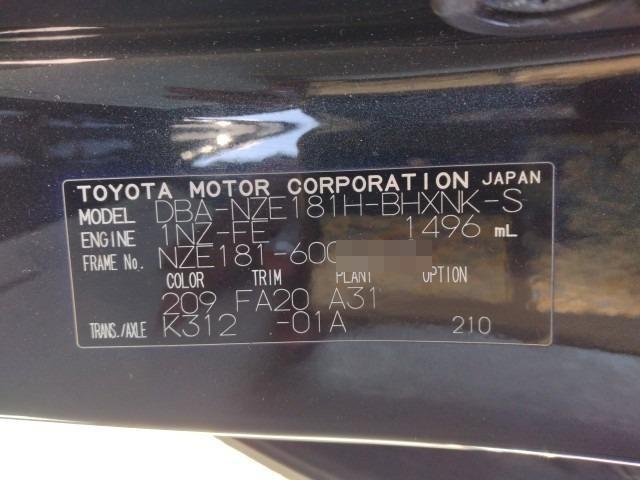 TOYOTA MOTOR CORPORATION JAPAN
MODEL DBA-NZE181H-BHXNK-S
ENGINE 1NZ-FE 1496 mL
FRAME No. NZE181-600
COLOR TRIM PLANT OPTION
209 FA20 A31
TRANS./AXLE K312 -01A 210